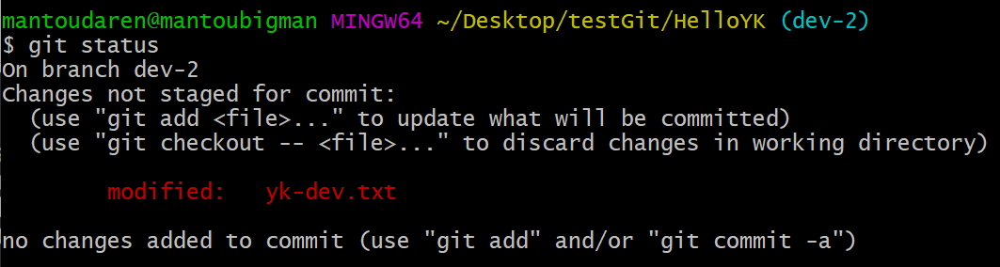 mantoudaren@mantoubigman MINGW64 ~/Desktop/testGit/HelloYK (dev-2)
$ git status
On branch dev-2
Changes not staged for commit:
  (use "git add <file>..." to update what will be committed)
  (use "git checkout -- <file>..." to discard changes in working directory)
        modified:   yk-dev.txt
no changes added to commit (use "git add" and/or "git commit -a")